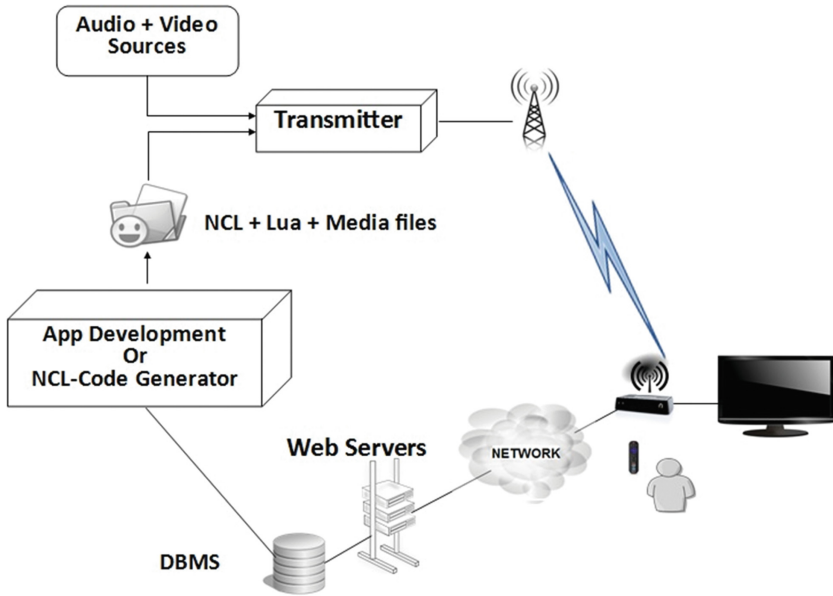 Audio + Video
Sources
Transmitter
NCL + Lua + Media files
App Development
Or
NCL-Code Generator
Web Servers
NETWORK
DBMS